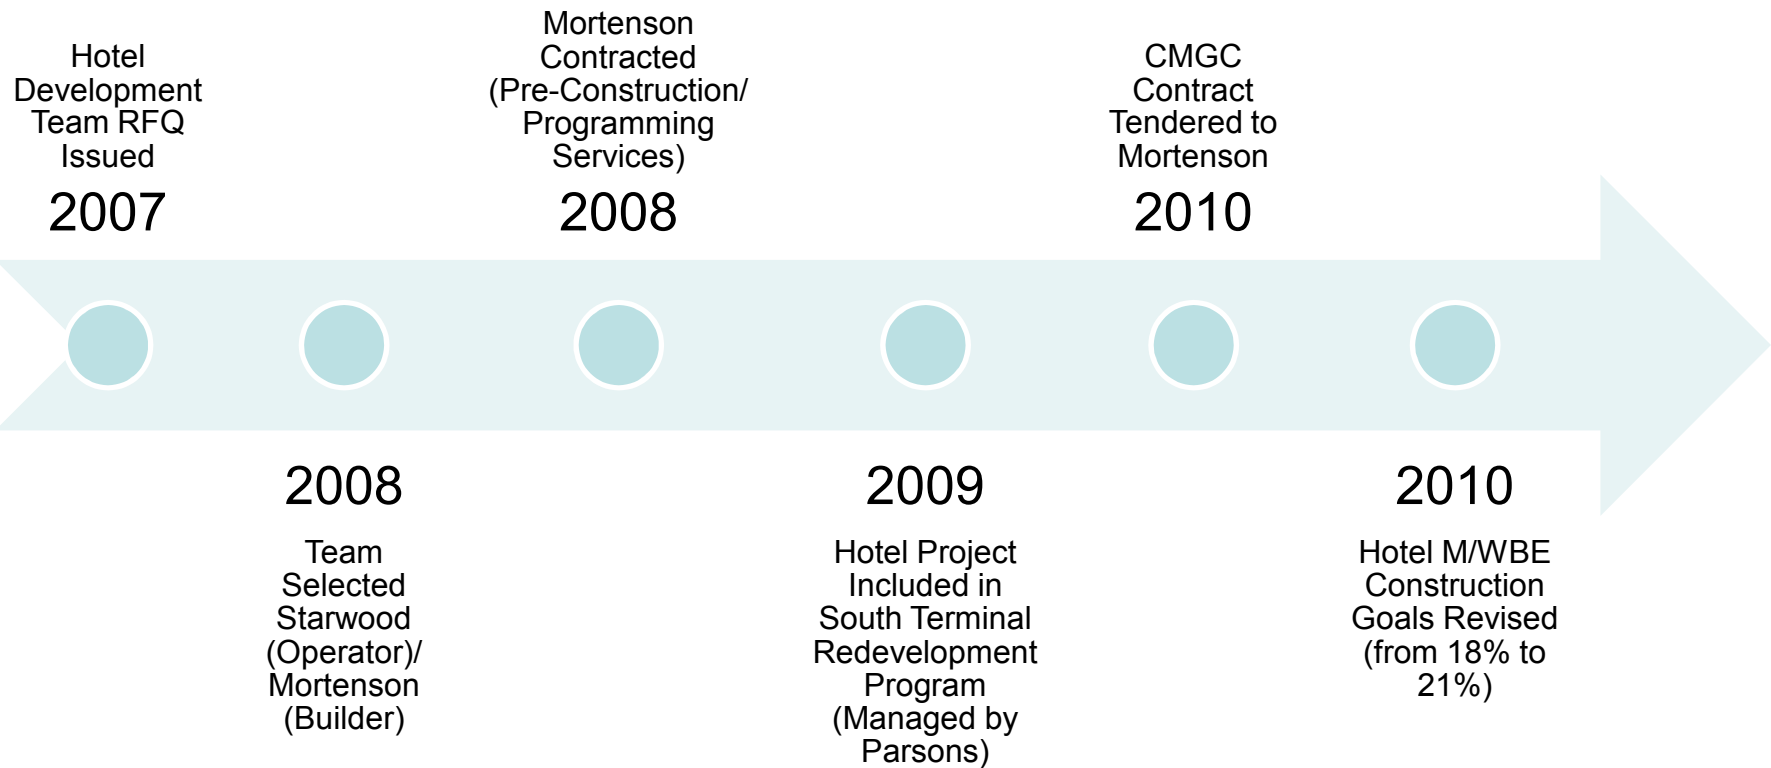 Hotel
Development
Team RFQ
Issued
2007
2008
Team
Selected
Starwood
(Operator)/
Mortenson
(Builder)
Mortenson
Contracted
(Pre-Construction/
Programming
Services)
2008
2009
Hotel Project
Included in
South Terminal
Redevelopment
Program
(Managed by
Parsons)
CMGC
Contract
Tendered to
Mortenson
2010
2010
Hotel M/WBE
Construction
Goals Revised
(from 18% to
21%)